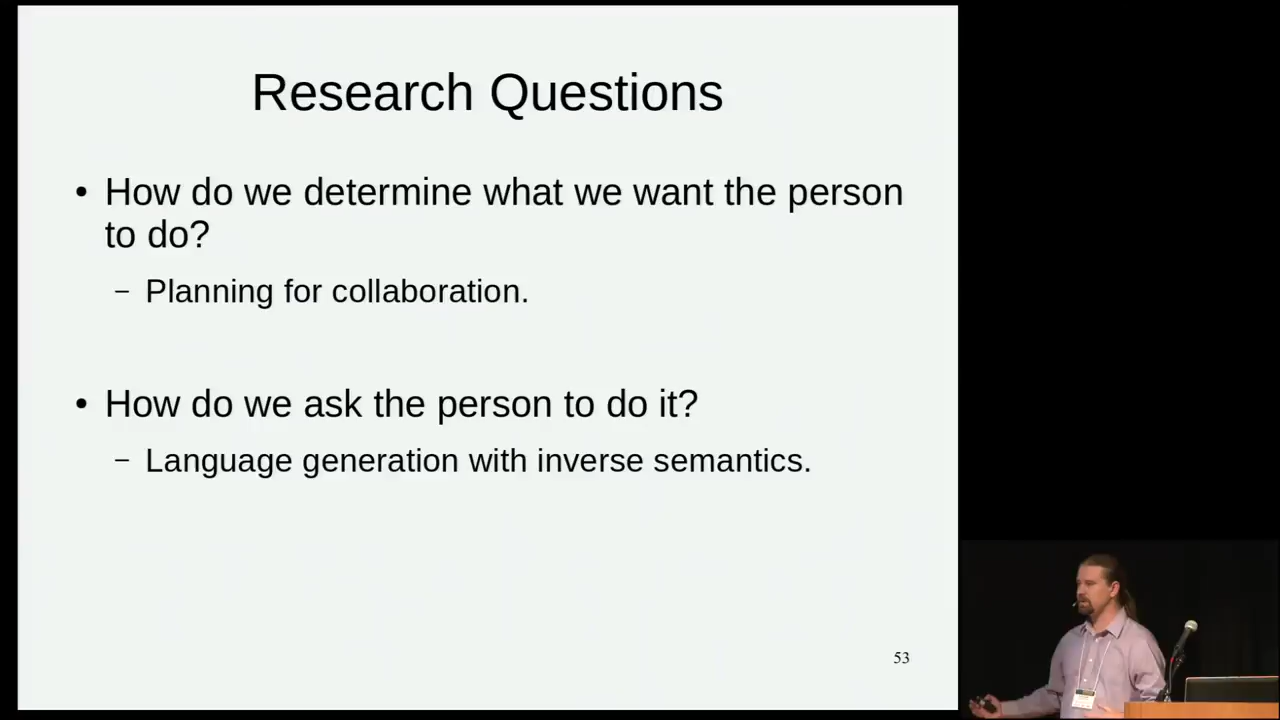 Research Questions
• How do we determine what we want the person
to do?
– Planning for collaboration.
• How do we ask the person to do it?
– Language generation with inverse semantics.
53